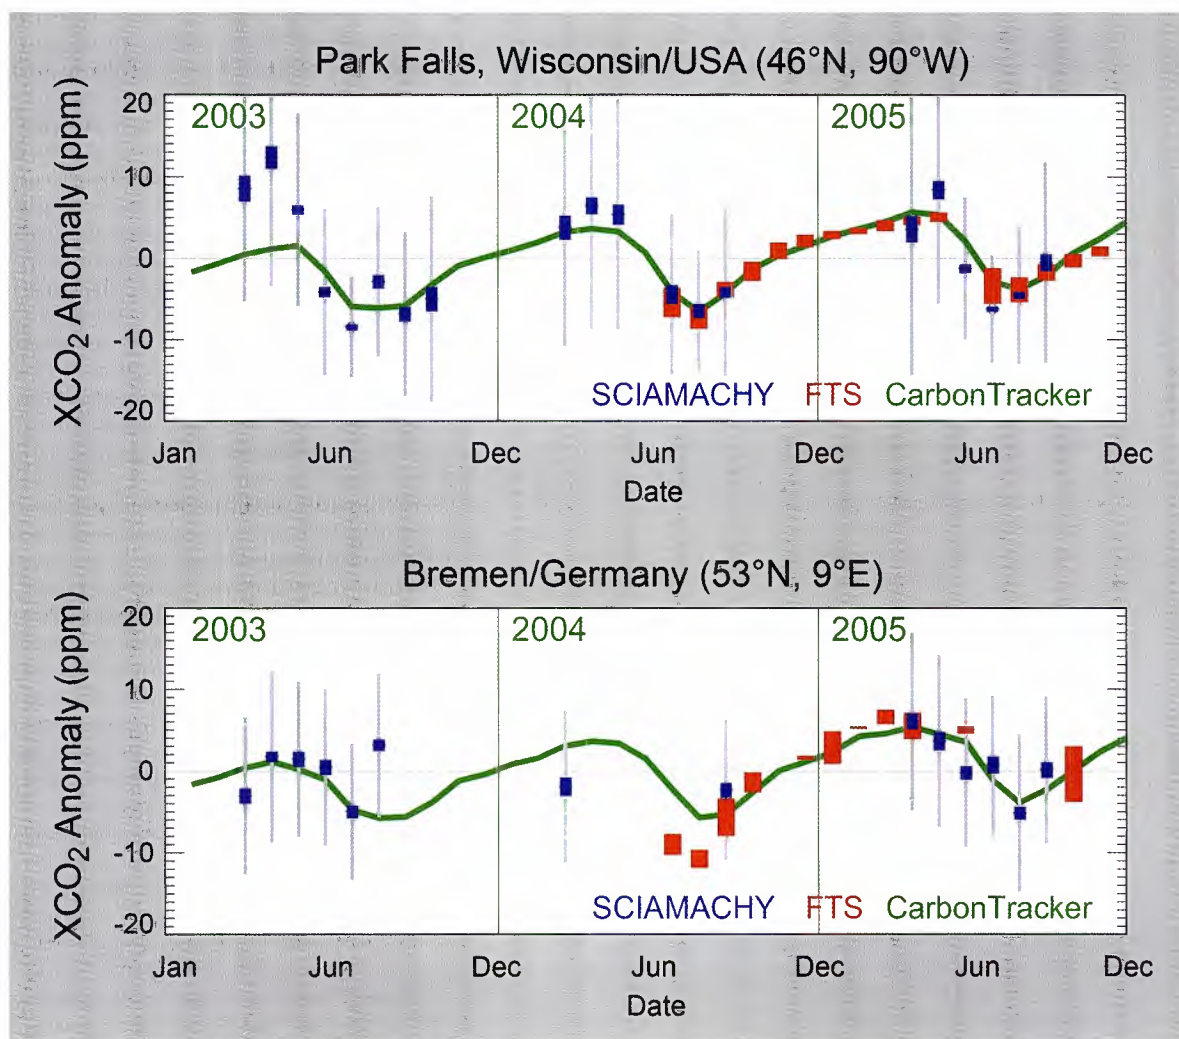 Park Falls, Wisconsin/USA (46°N, 90°W)
XCO2 Anomaly (ppm)
20
10
0
-10
-20
2003
2004
2005
SCIAMACHY FTS CarbonTracker
Jan Jun Dec Jun Dec Jun Dec
Date
Bremen/Germany (53°N, 9°E)
XCO2 Anomaly (ppm)
20
10
0
-10
-20
2003
2004
2005
SCIAMACHY FTS CarbonTracker
Jan Jun Dec Jun Dec Jun Dec
Date